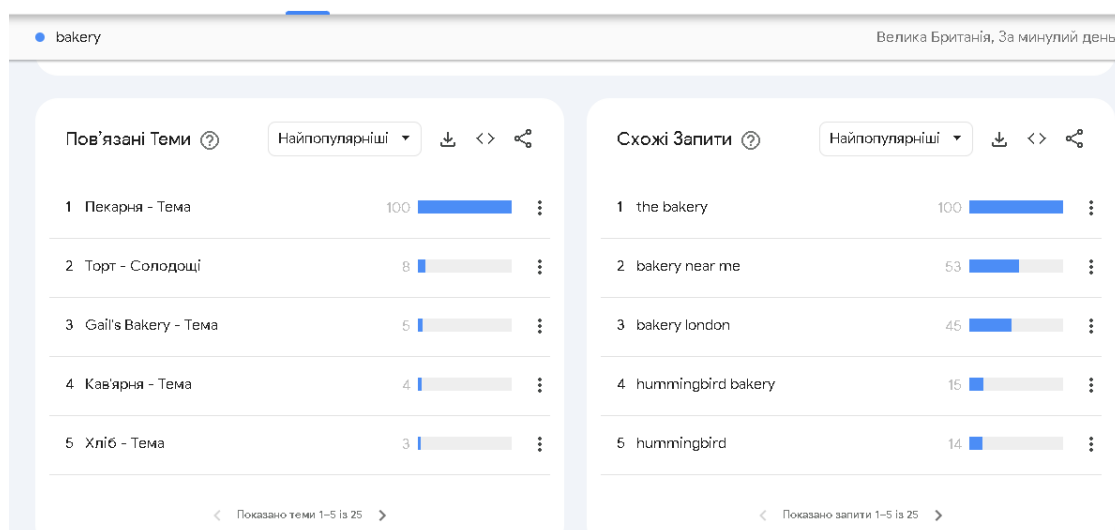 bakery
Велика Британія, За минулий день
Пов'язані Теми
Найпопулярніші
1 Пекарня - Тема 100
2 Торт - Солодощі 8
3 Gail's Bakery - Тема 5
4 Кав'ярня - Тема 4
5 Хліб - Тема 3
Показано теми 1–5 із 25
Схожі Запити
Найпопулярніші
1 the bakery 100
2 bakery near me 53
3 bakery london 45
4 hummingbird bakery 15
5 hummingbird 14
Показано запити 1–5 із 25